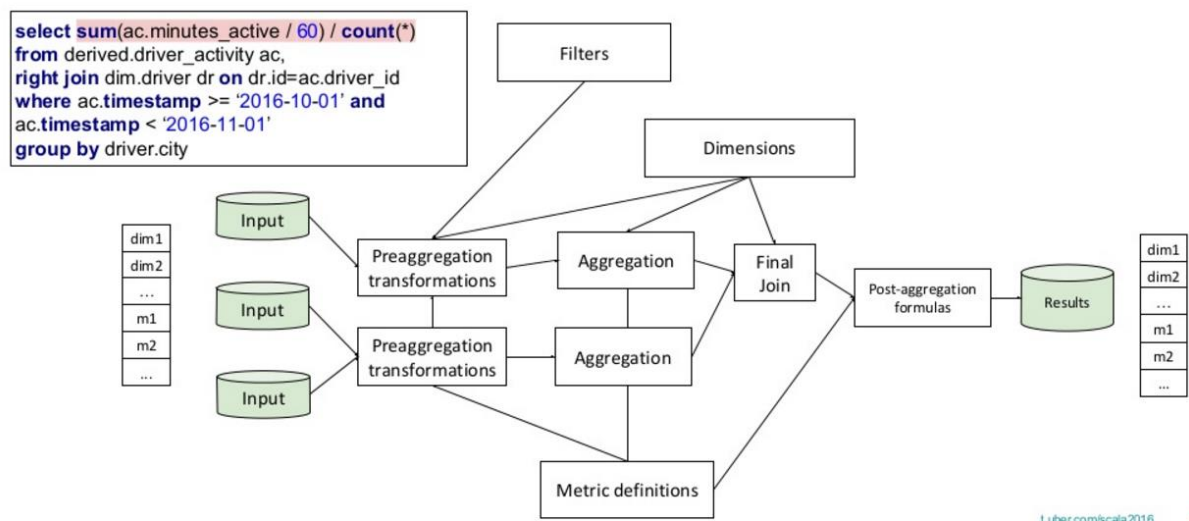 select sum(ac.minutes_active / 60) / count(*)
from derived.driver_activity ac,
right join dim.driver dr on dr.id=ac.driver_id
where ac.timestamp >= ‘2016-10-01’ and
ac.timestamp < ‘2016-11-01’
group by driver.city
Filters
Dimensions
Input
Input
Input
dim1
dim2
...
m1
m2
...
Preaggregation
transformations
Preaggregation
transformations
Aggregation
Aggregation
Final
Join
Post-aggregation
formulas
Results
dim1
dim2
...
m1
m2
...
Metric definitions
t.uber.com/scala2016